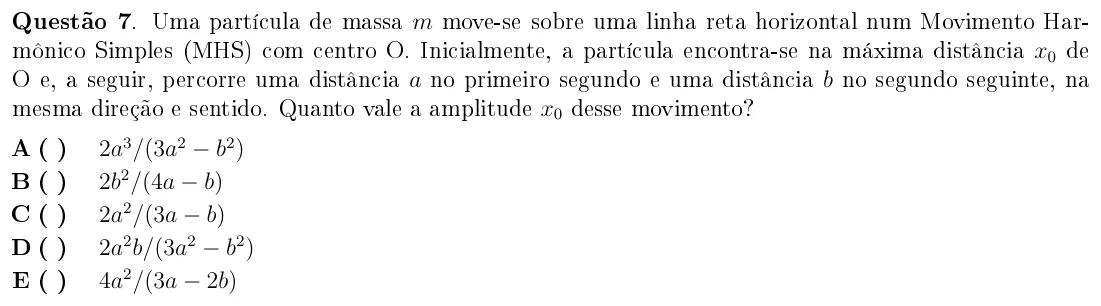 Questão 7. Uma partícula de massa m move-se sobre uma linha reta horizontal num Movimento Har-
mônico Simples (MHS) com centro O. Inicialmente, a partícula encontra-se na máxima distância x₀ de
O e, a seguir, percorre uma distância a no primeiro segundo e uma distância b no segundo seguinte, na
mesma direção e sentido. Quanto vale a amplitude x₀ desse movimento?
A ( ) 2a³/(3a² − b²)
B ( ) 2b²/(4a − b)
C ( ) 2a²/(3a − b)
D ( ) 2a²b/(3a² − b²)
E ( ) 4a²/(3a − 2b)